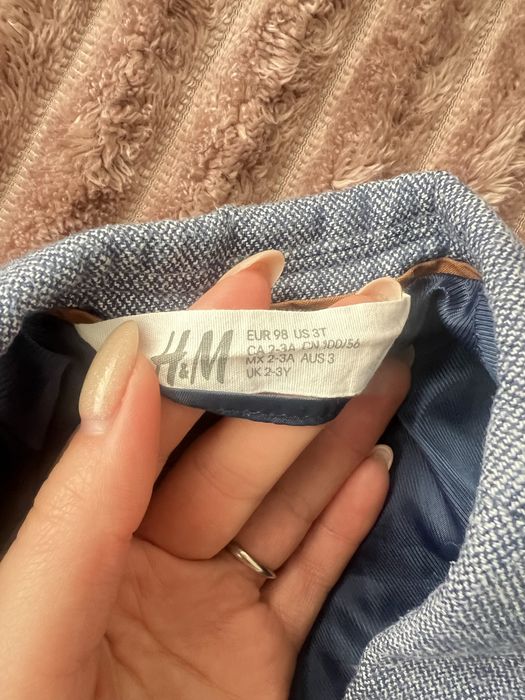 H&M
EUR 98 US 3T
CA 2-3A CN 100/56
MX 2-3A AUS 3
UK 2-3Y